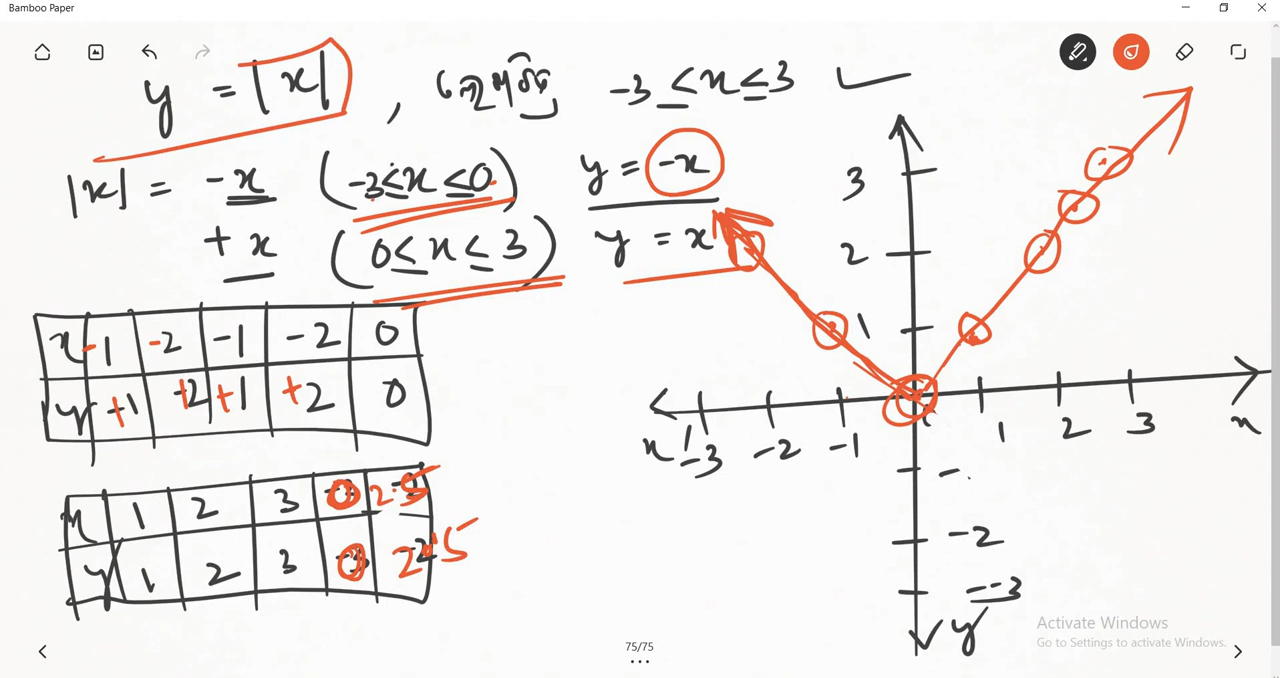 Bamboo Paper
y = |x| , যেখানে -3 ≤ x ≤ 3
|x| = -x (-3 ≤ x ≤ 0) y = -x
+x (0 ≤ x ≤ 3) y = x
x -1 -2 -1 -2 0
y +1 +2 +1 +2 0
x 1 2 3 0 2.5
y 1 2 3 0 2.5
3
2
1
x' -3 -2 -1 1 2 3 x
-2
-3
y'
75/75
Activate Windows
Go to Settings to activate Windows.